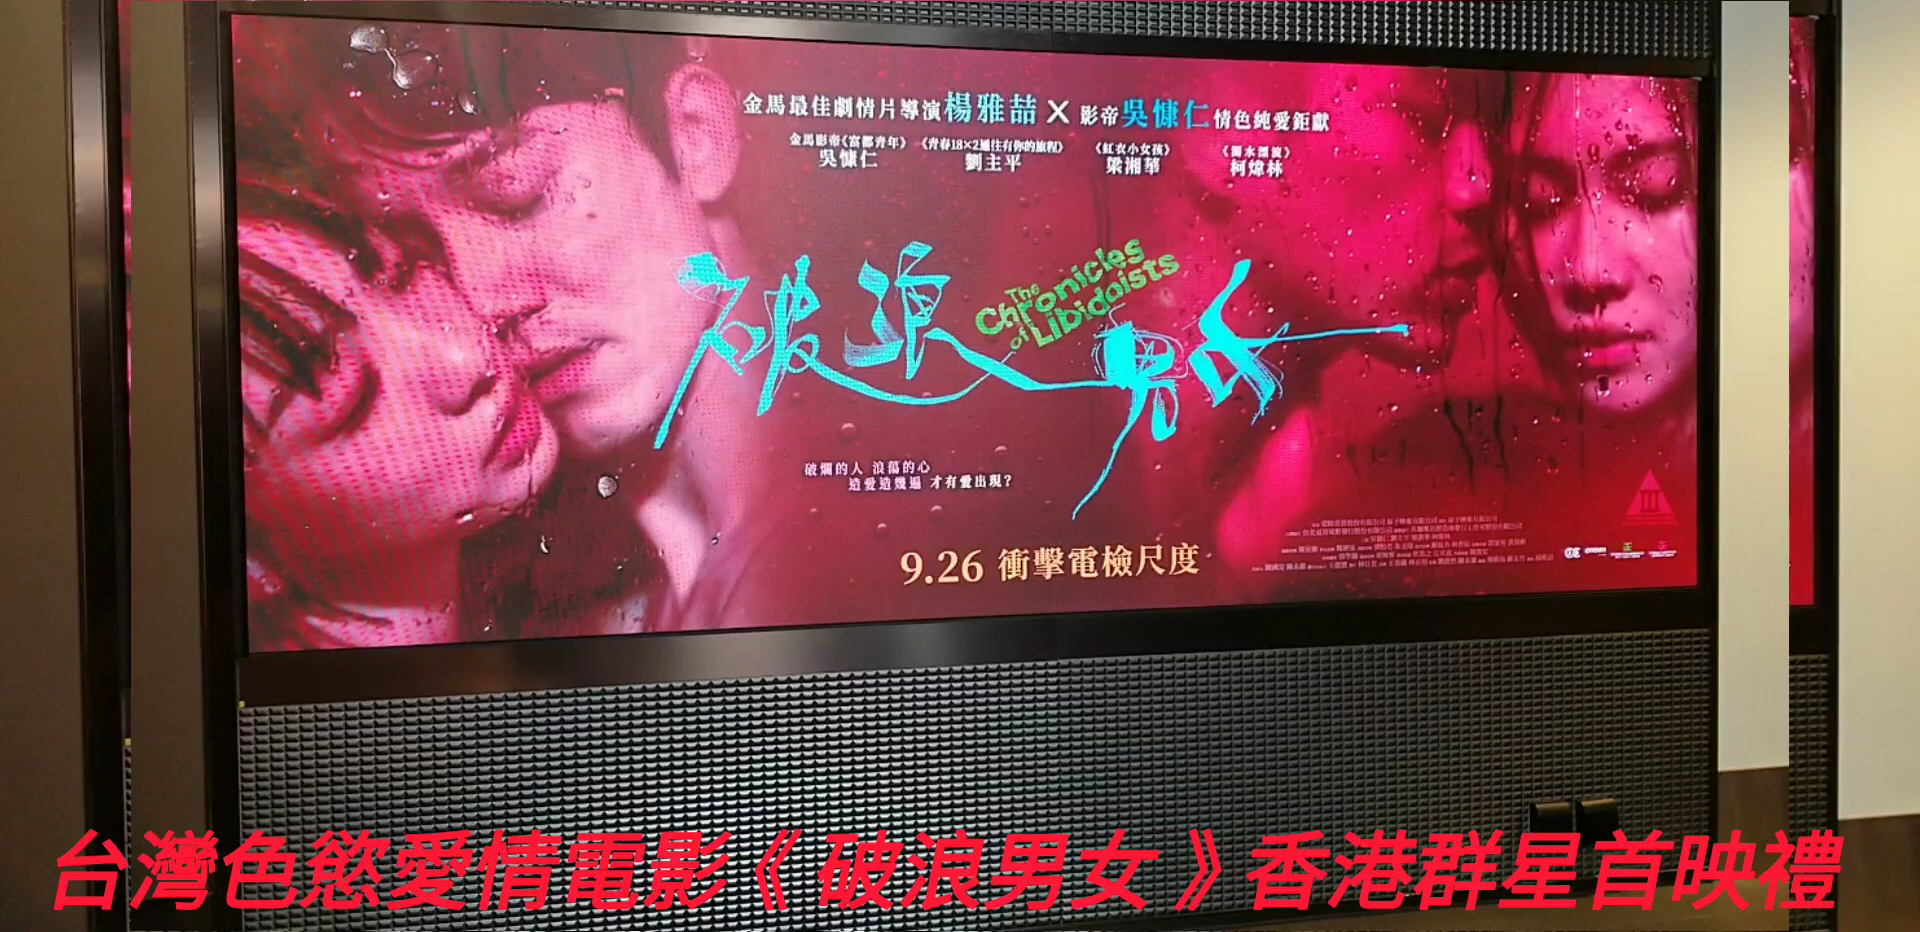 金馬最佳劇情片導演楊雅喆 X 影帝吳慷仁情色純愛鉅獻
金馬影帝《富都青年》 《青春18×2通往有你的旅程》 《紅衣小女孩》 《濁水漂流》
吳慷仁 劉主平 梁湘華 柯煒林
破浪男女
The
Chronicles
of Libidoists
破爛的人 浪蕩的心
造愛造幾遍 才有愛出現?
9.26 衝擊電檢尺度
III
台灣色慾愛情電影《破浪男女》香港群星首映禮